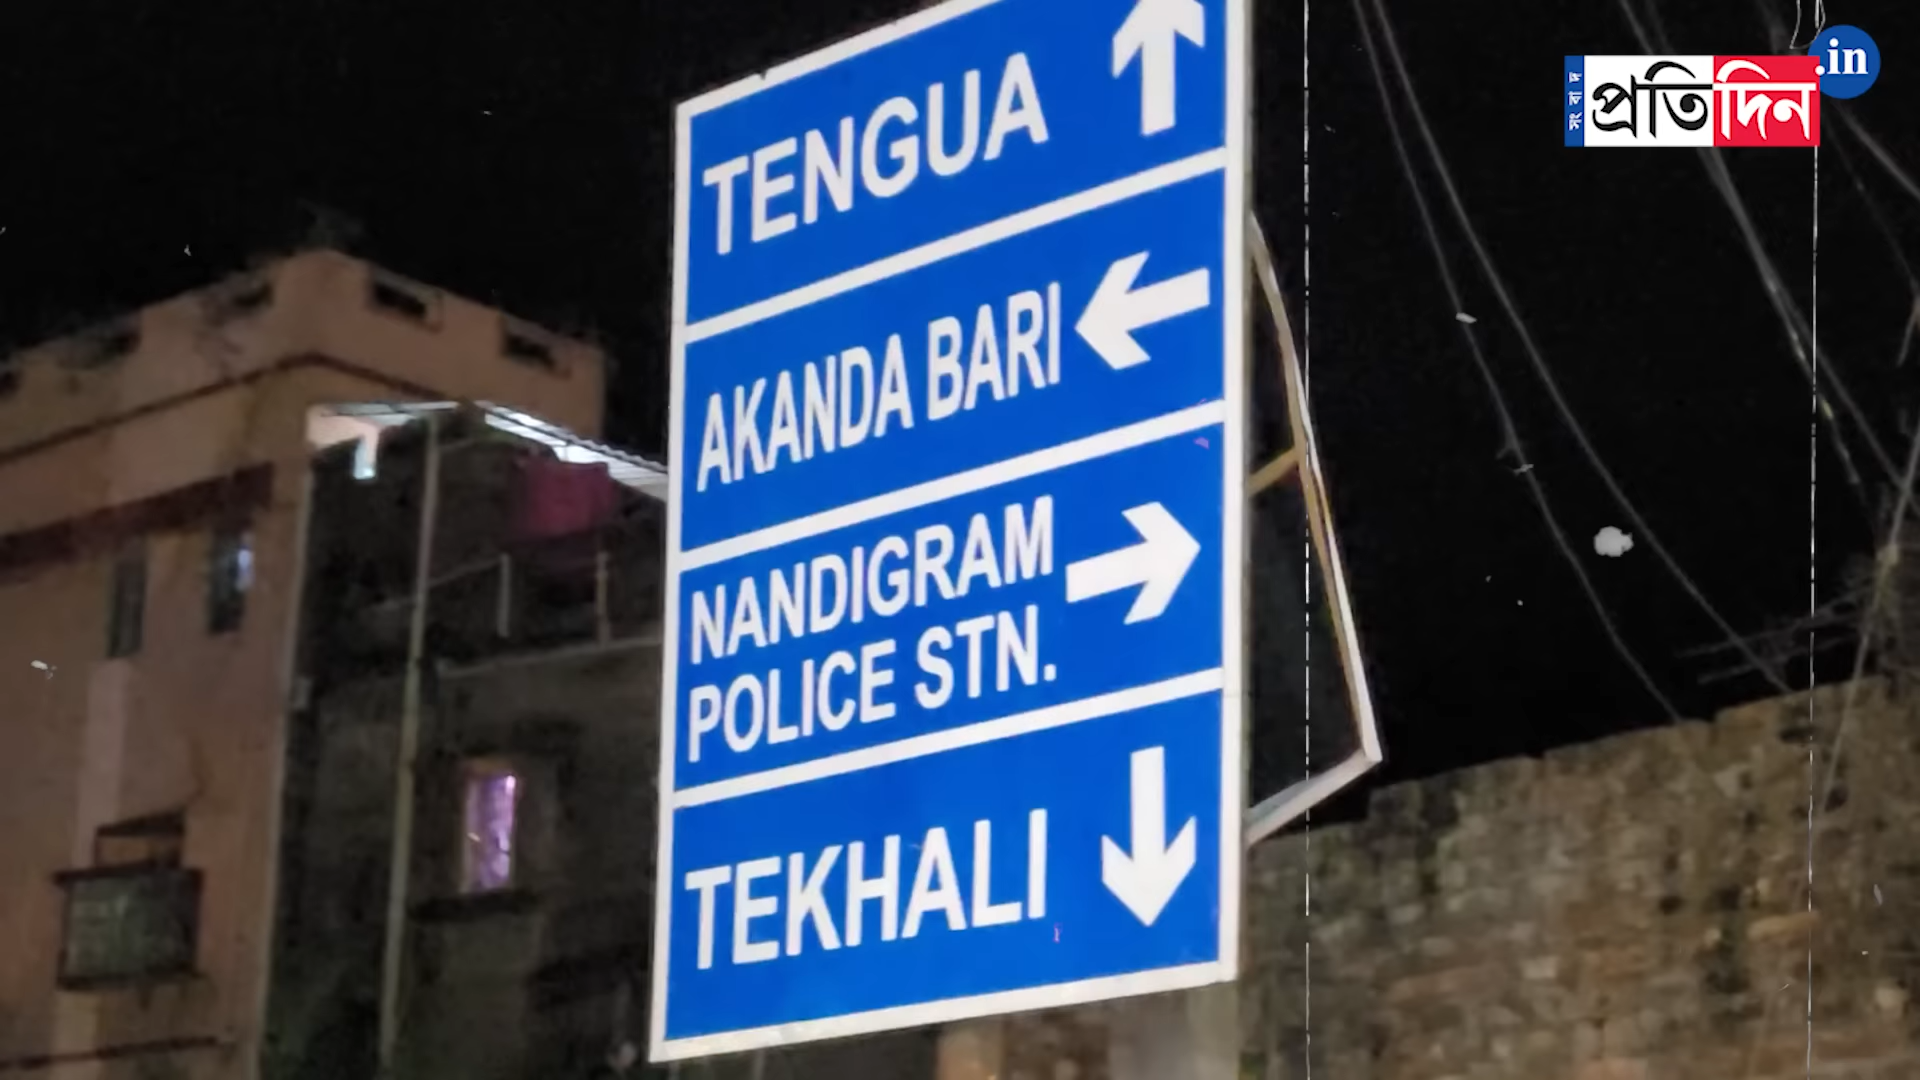 সংবাদ
প্রতিদিন
.in
TENGUA
AKANDA BARI
NANDIGRAM
POLICE STN.
TEKHALI